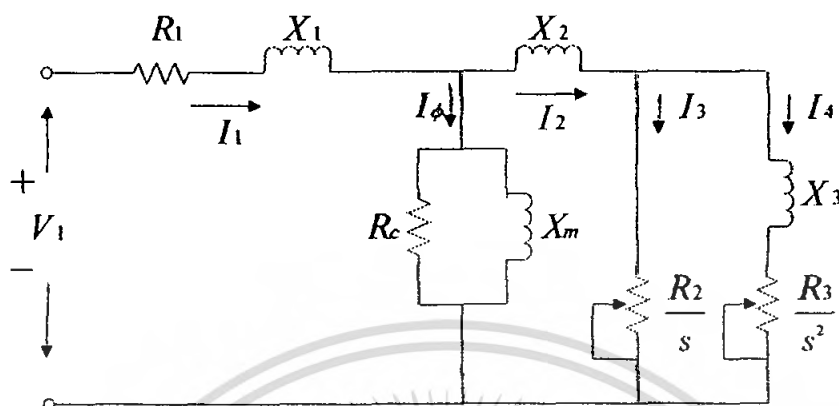 R1
X1
X2
I1
Iϕ
I2
I3
I4
+
V1
−
Rc
Xm
X3
R2
s
R3
s²